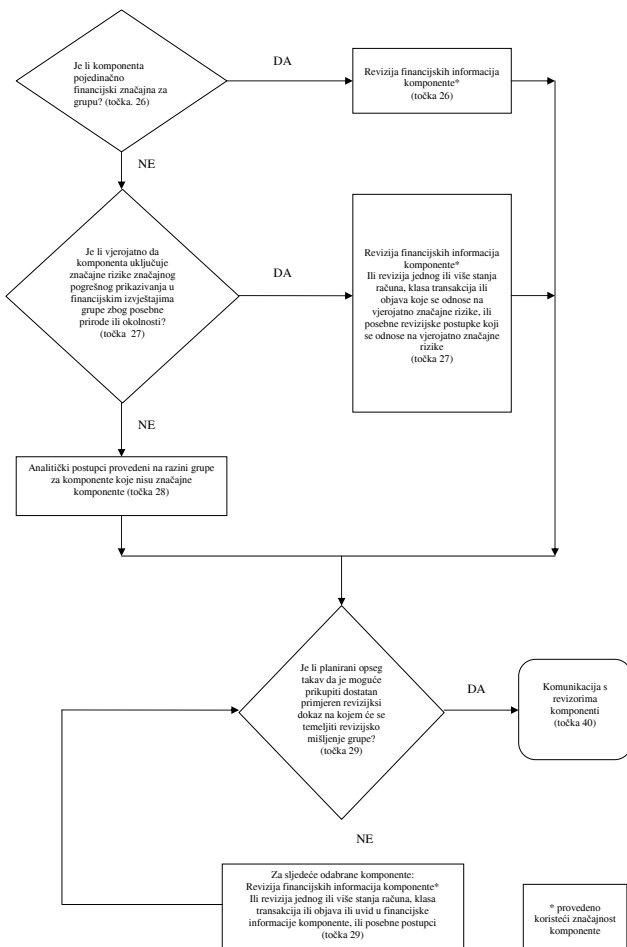 Je li komponenta
pojedinačno
financijski značajna za
grupu? (točka. 26)
DA
Revizija financijskih informacija
komponente*
(točka 26)
NE
Je li vjerojatno da
komponenta uključuje
značajne rizike značajnog
pogrešnog prikazivanja u
financijskim izvještajima
grupe zbog posebne
prirode ili okolnosti?
(točka 27)
DA
Revizija financijskih informacija
komponente*
Ili revizija jednog ili više stanja
računa, klasa transakcija ili
objava koje se odnose na
vjerojatno značajne rizike, ili
posebne revizijske postupke koji
se odnose na vjerojatno značajne
rizike
(točka 27)
NE
Analitički postupci provedeni na razini grupe
za komponente koje nisu značajne
komponente (točka 28)
Je li planirani opseg
takav da je moguće
prikupiti dostatan
primjeren revizijksi
dokaz na kojem će se
temeljiti revizijsko
mišljenje grupe?
(točka 29)
DA
Komunikacija s
revizorima
komponenti
(točka 40)
NE
Za sljedeće odabrane komponente:
Revizija financijskih informacija komponente*
Ili revizija jednog ili više stanja računa, klasa
transakcija ili objava ili uvid u financijske
informacije komponente, ili posebne postupci
(točka 29)
* provedeno
koristeći značajnost
komponente